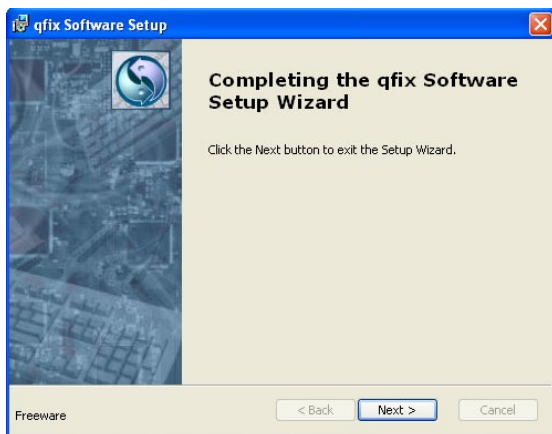 qfix Software Setup
Completing the qfix Software
Setup Wizard
Click the Next button to exit the Setup Wizard.
Freeware
< Back
Next >
Cancel